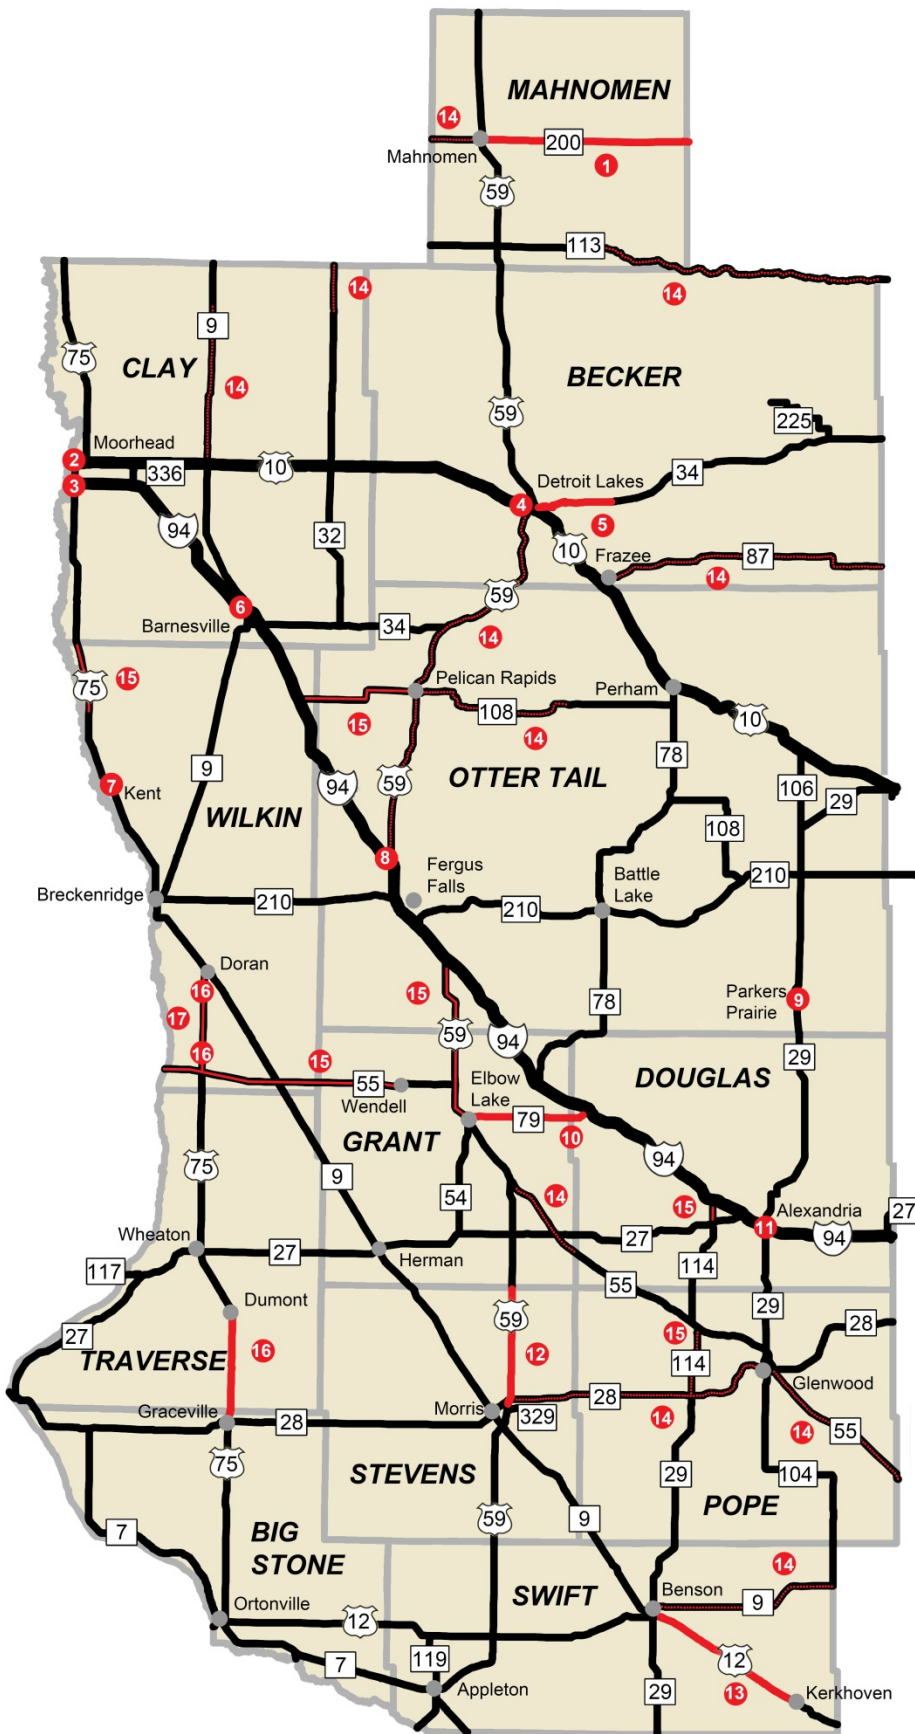 MAHNOMEN
14
Mahnomen
200
1
59
113
14
14
9
75
CLAY
14
BECKER
59
225
Moorhead
2
336
10
Detroit Lakes
34
3
4
5
94
32
10
Frazee
87
14
59
6
Barnesville
34
14
15
75
Pelican Rapids
Perham
15
108
14
10
9
78
7
Kent
59
94
OTTER TAIL
106
29
WILKIN
108
8
Fergus
Falls
Battle
Lake
210
Breckenridge
210
210
Doran
16
15
78
Parkers
Prairie
9
17
59
94
16
15
29
55
Wendell
Elbow
Lake
DOUGLAS
79
10
GRANT
75
9
94
54
14
15
Alexandria
27
11
94
Wheaton
27
Herman
27
114
117
55
29
Dumont
59
28
27
TRAVERSE
16
12
15
114
Glenwood
Graceville
28
Morris
329
28
14
14
55
75
STEVENS
29
104
59
POPE
7
BIG
STONE
9
14
SWIFT
Benson
9
Ortonville
12
119
12
7
13
29
Appleton
Kerkhoven